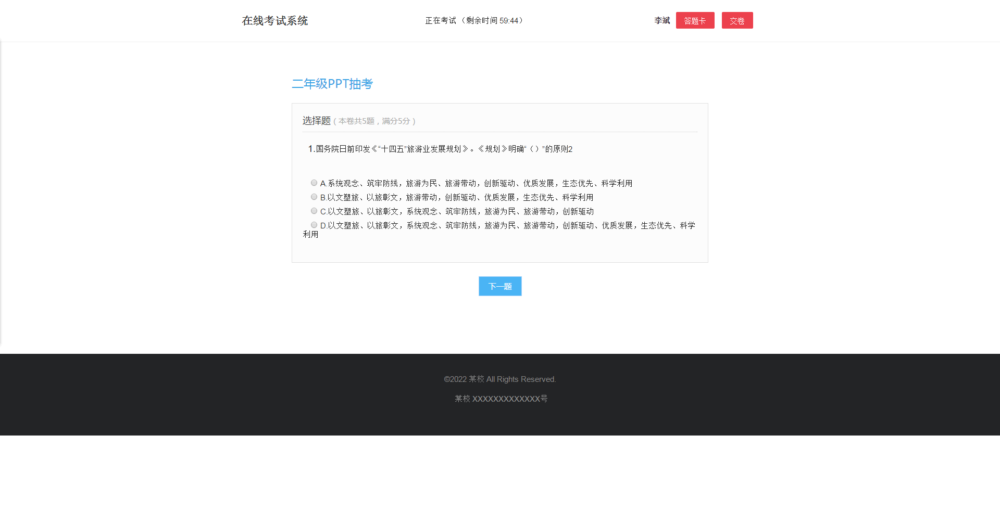 在线考试系统
正在考试 （剩余时间 59:44）
李斌 答题卡 交卷
二年级PPT抽考
选择题 ( 本卷共5题，满分5分 )
1.国务院日前印发《“十四五”旅游业发展规划》。《规划》明确“（）”的原则2
A.系统观念、筑牢防线，旅游为民、旅游带动，创新驱动、优质发展，生态优先、科学利用
B.以文塑旅、以旅彰文，旅游带动，创新驱动、优质发展，生态优先、科学利用
C.以文塑旅、以旅彰文，系统观念、筑牢防线，旅游为民、旅游带动，创新驱动
D.以文塑旅、以旅彰文，系统观念、筑牢防线，旅游为民、旅游带动，创新驱动、优质发展，生态优先、科学
利用
下一题
©2022 某校 All Rights Reserved.
某校 XXXXXXXXXXXXX号